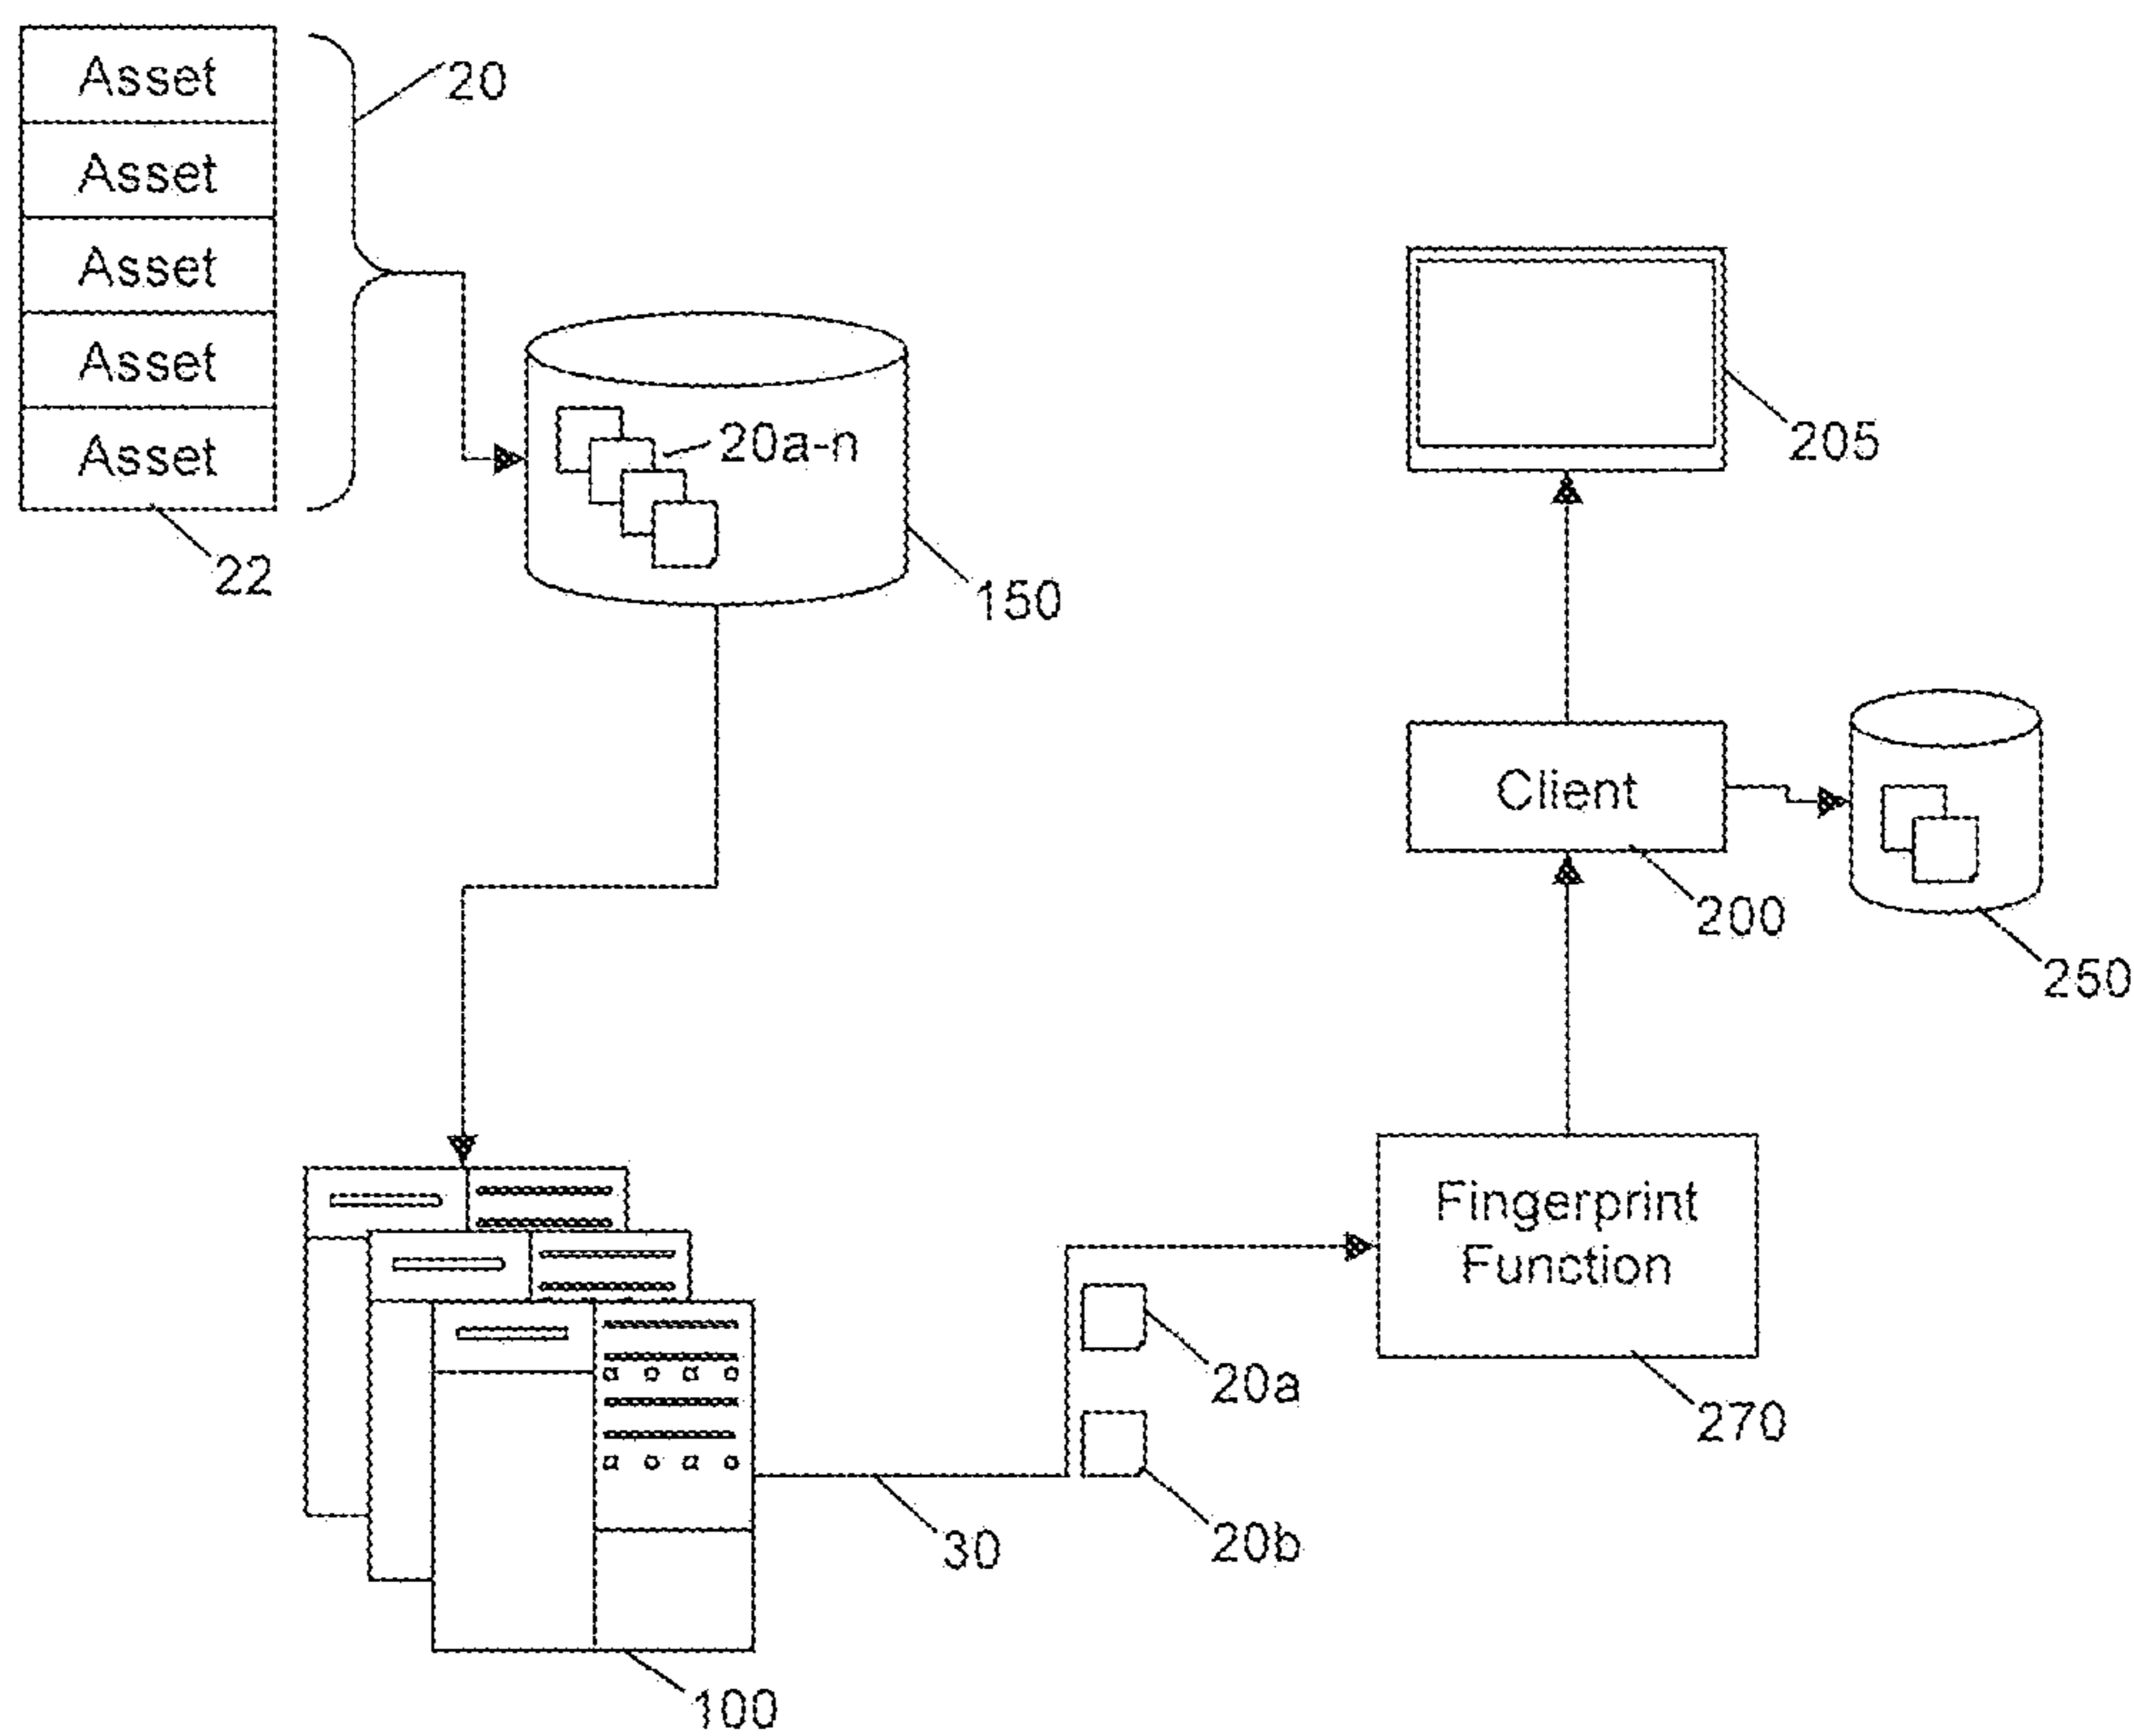 Asset
20
Asset
Asset
Asset
Asset
22
20a-n
150
205
Client
200
250
Fingerprint
Function
270
20a
20b
30
100